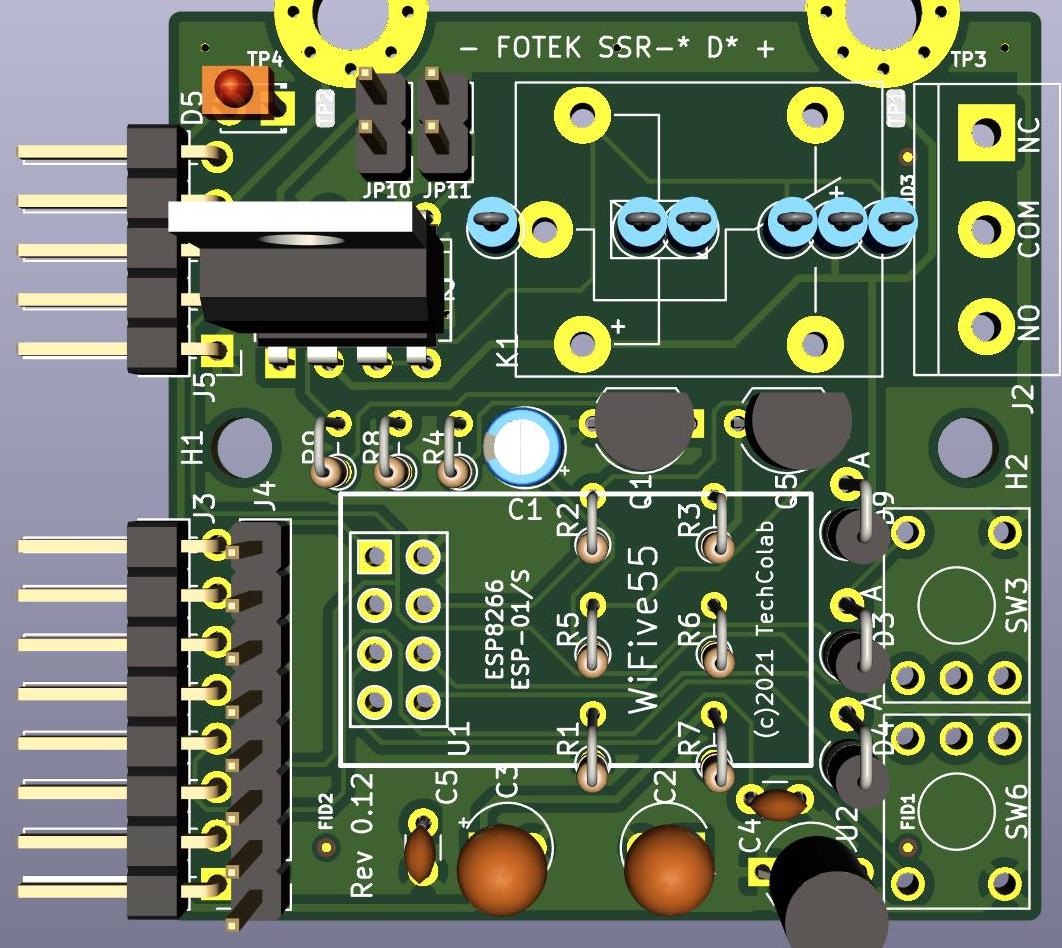 - FOTEK SSR-* D* +
TP4
TP3
D5
TP2
NC
JP10
JP11
+
COM
+
NO
K1
J5
J2
H1
R8
R4
+
H2
J3
J4
C1
Q1
Q5
A
R2
R3
ESP8266
ESP-01/S
WiFive55
(c)2021 TechColab
A
D3
SW3
R5
R6
U1
R1
R7
A
D4
C5
C3
C2
FID2
Rev 0.12
+
C4
U2
FID1
SW6